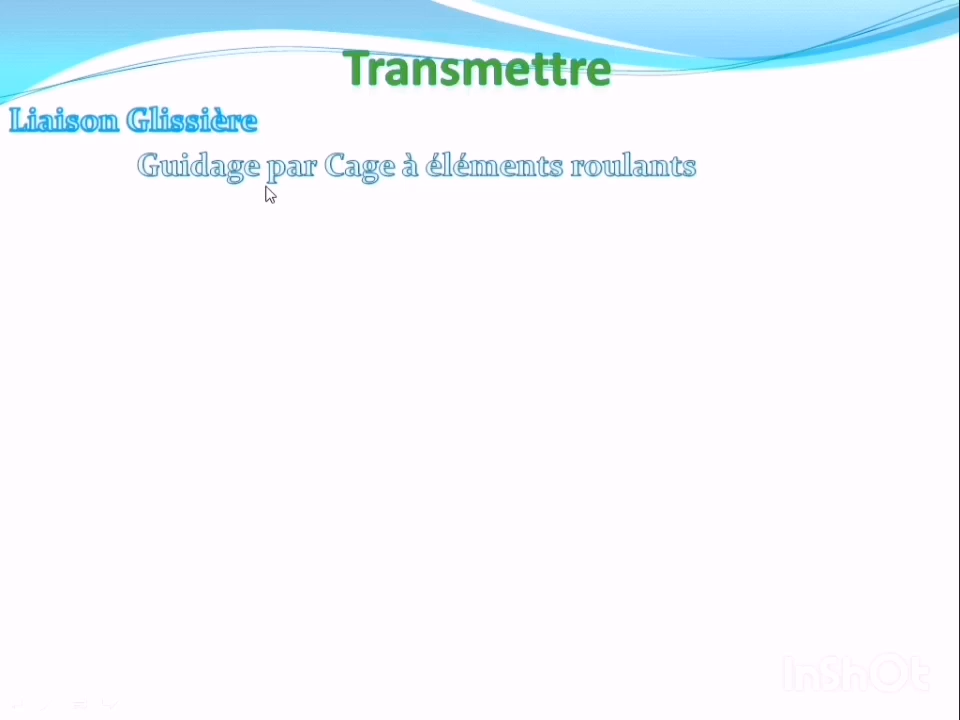 Transmettre
Liaison Glissière
Guidage par Cage à éléments roulants
InShOt